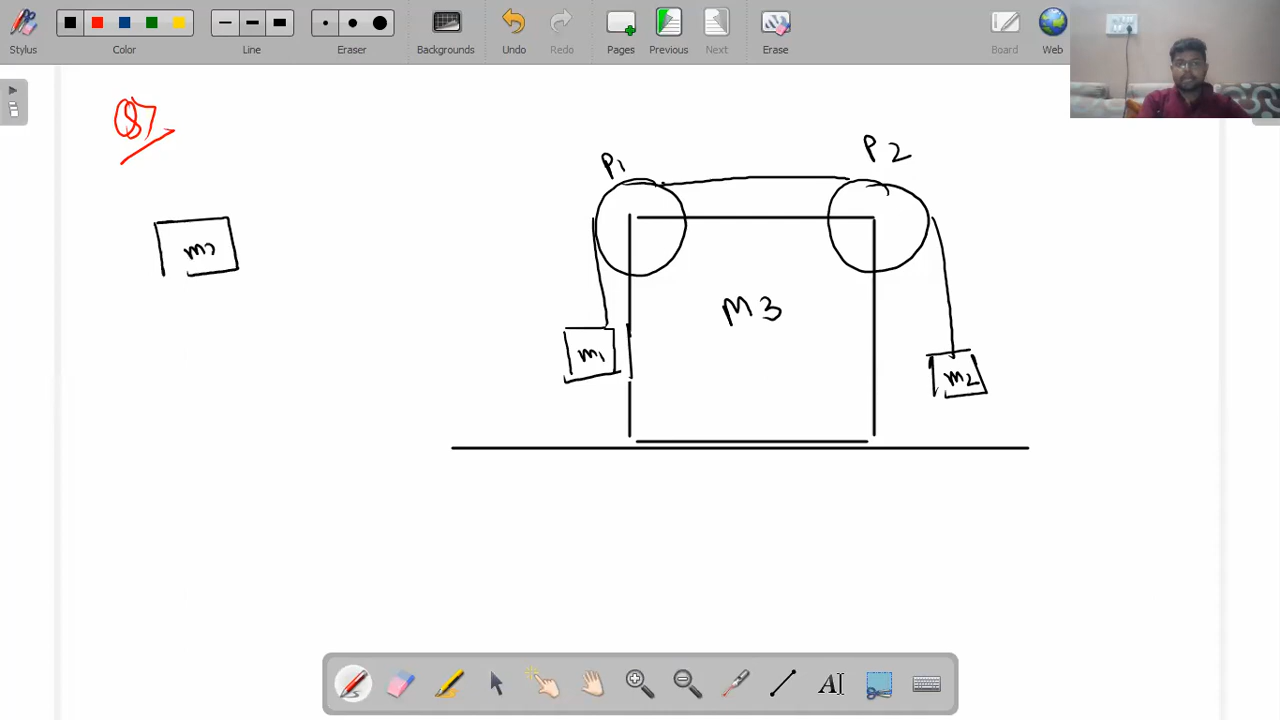 Stylus
Color
Line
Eraser
Backgrounds
Undo
Redo
Pages
Previous
Next
Erase
Board
Web
Q7
P1
P2
m1
M3
m2
AI